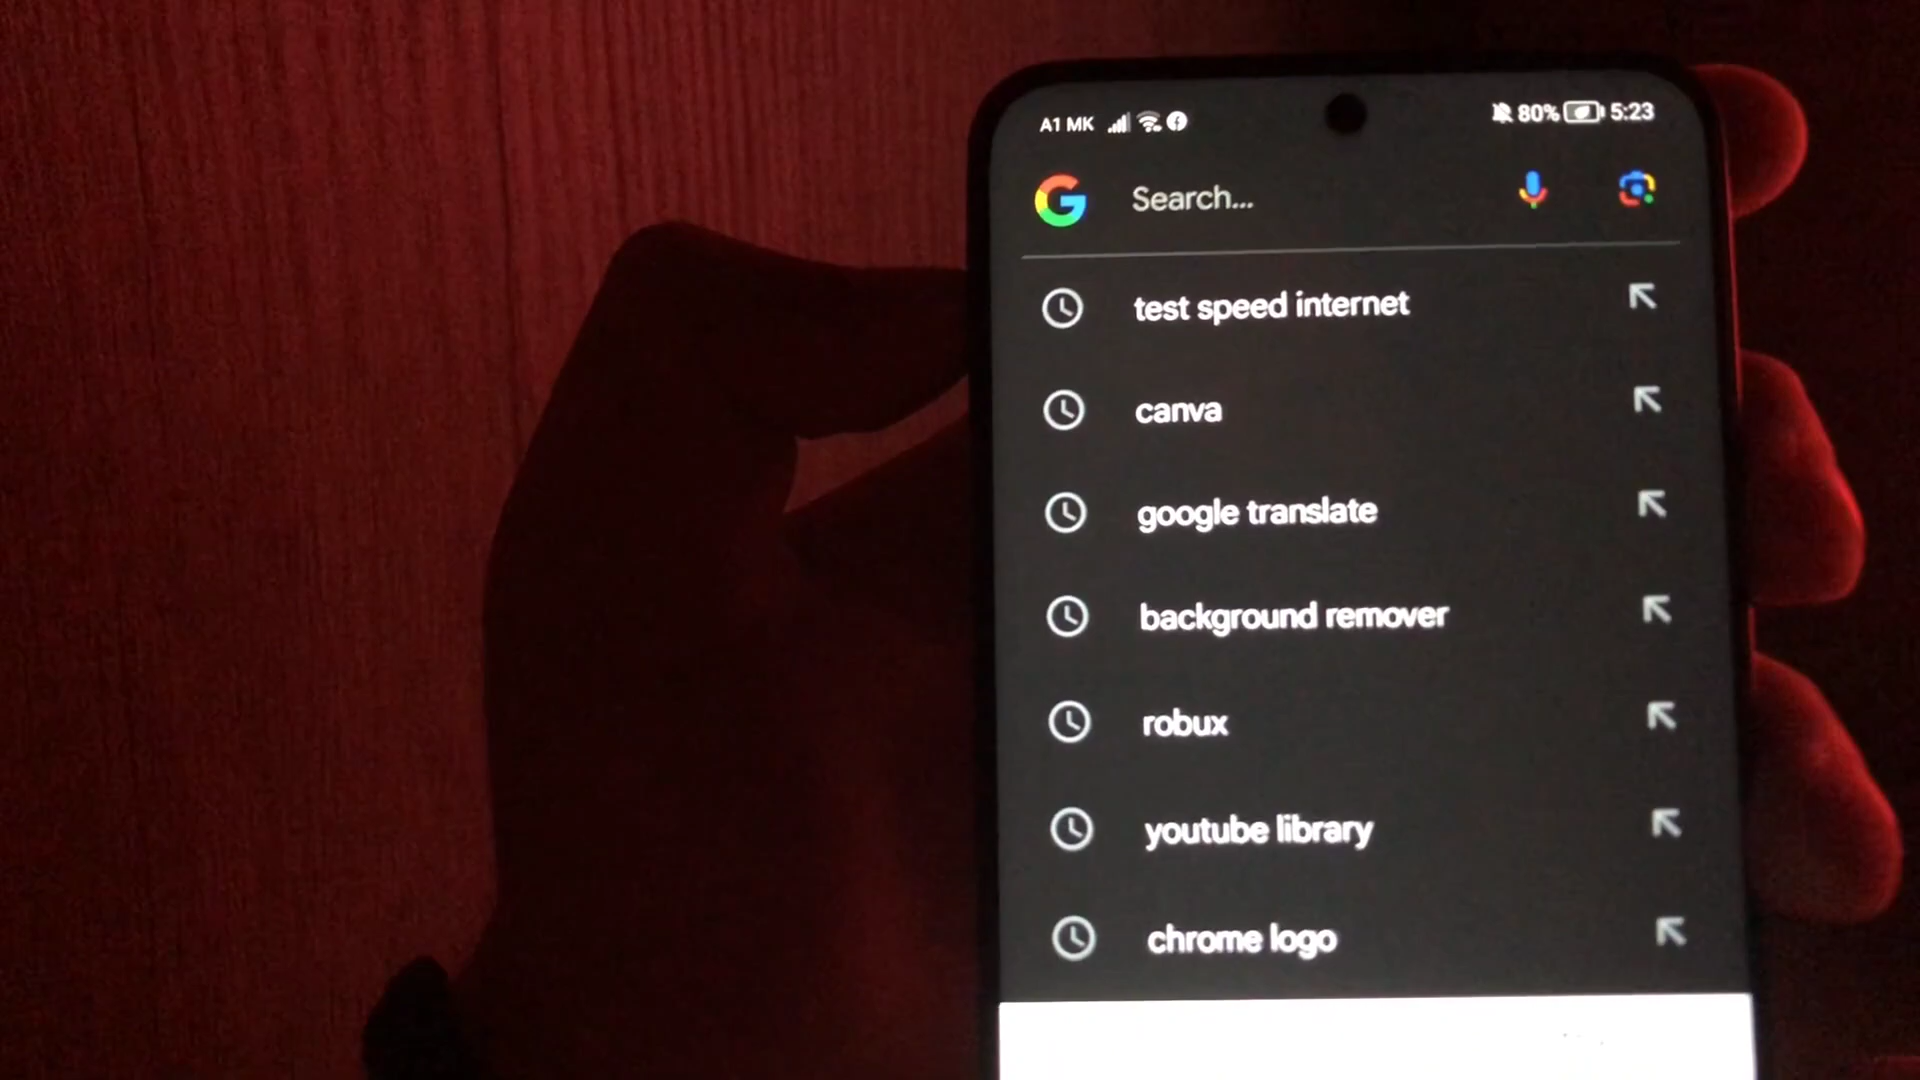 A1 MK 80% 5:23
Search...
test speed internet
canva
google translate
background remover
robux
youtube library
chrome logo